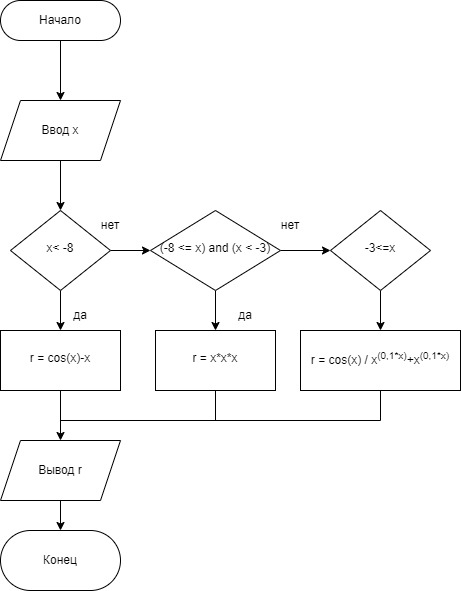 Начало
Ввод x
нет
нет
x< -8
(-8 <= x) and (x < -3)
-3<=x
да
да
r = cos(x)-x
r = x*x*x
r = cos(x) / x^(0,1*x)+x^(0,1*x)
Вывод r
Конец